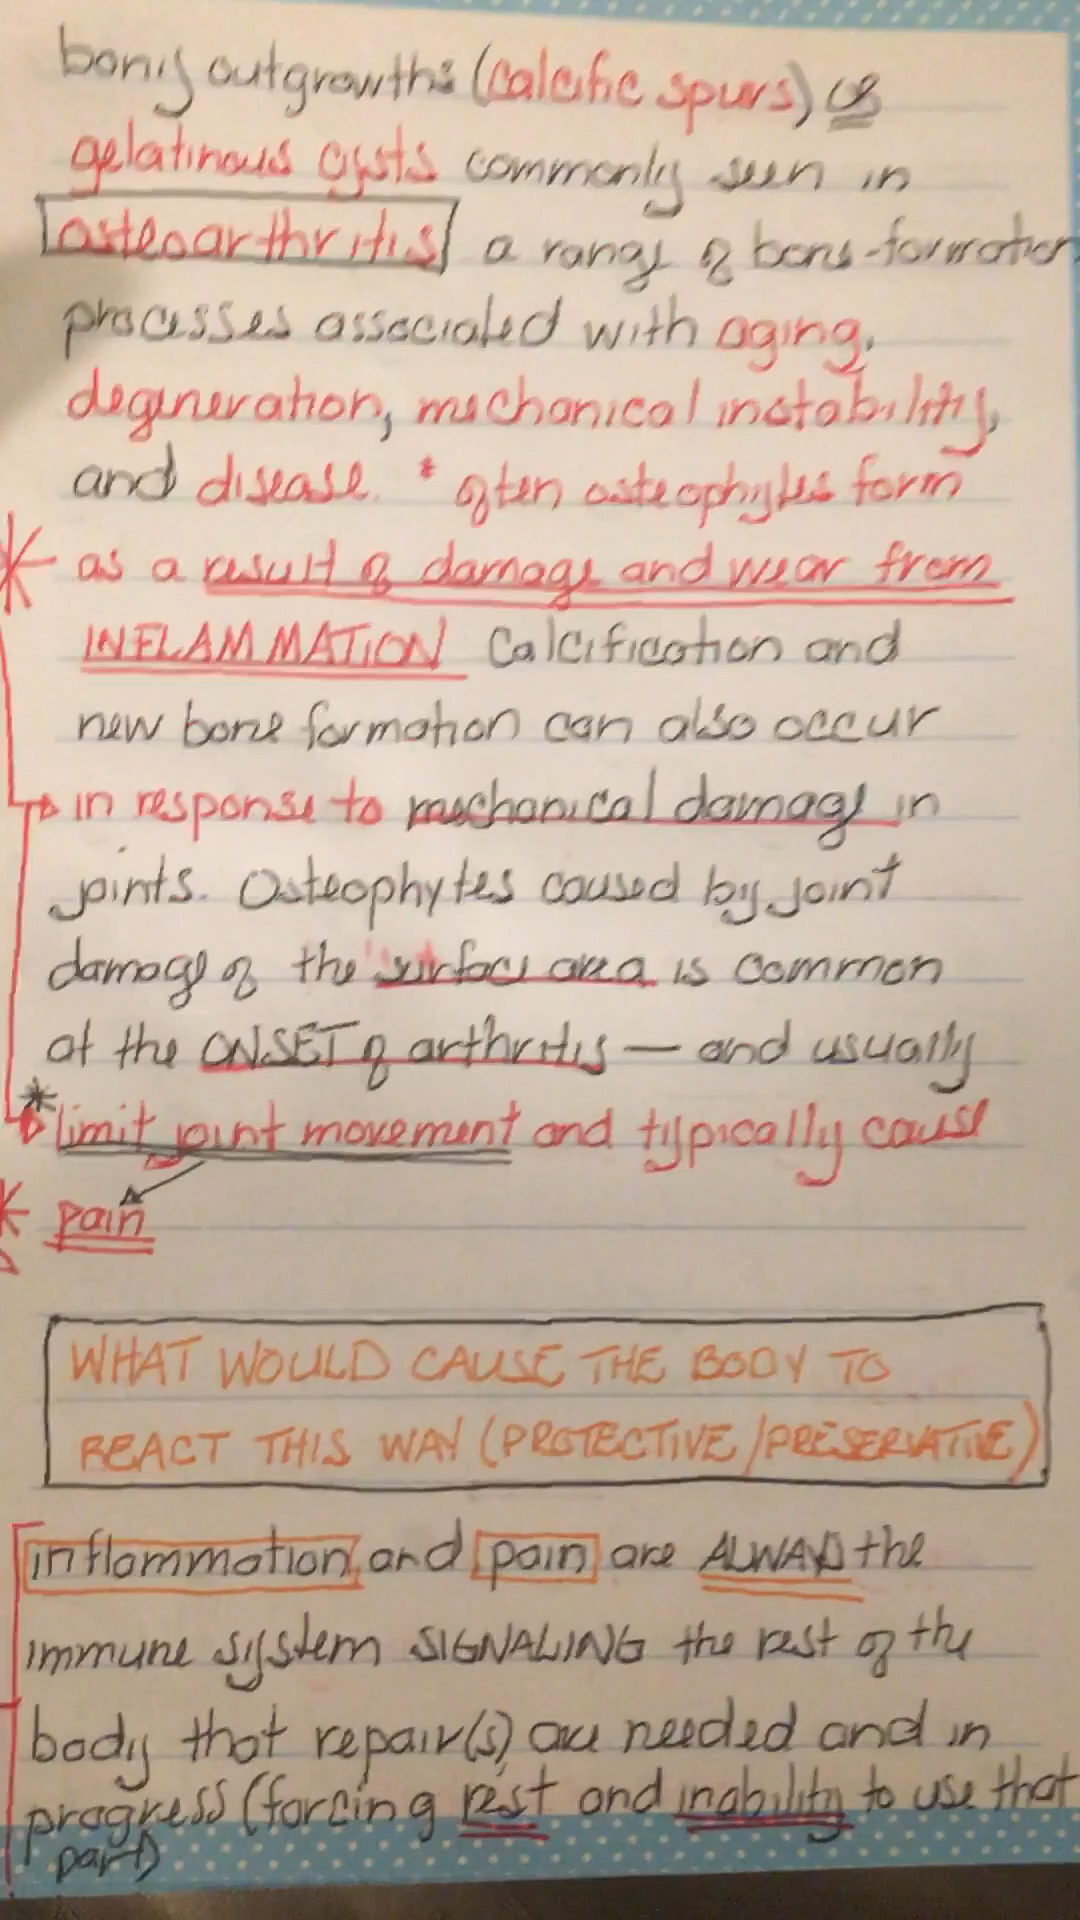 bony outgrowths (calcific spurs) OR
gelatinous cysts commonly seen in
osteoarthritis a range of bone-formation
processes associated with aging,
degeneration, mechanical instability,
and disease. * often osteophytes form
* as a result of damage and wear from
INFLAMMATION Calcification and
new bone formation can also occur
in response to mechanical damage in
joints. Osteophytes caused by joint
damage of the surface area is common
at the ONSET of arthritis — and usually
* limit joint movement and typically cause
* pain
WHAT WOULD CAUSE THE BODY TO
REACT THIS WAY (PROTECTIVE/PRESERVATIVE)
inflammation and pain are ALWAYS the
immune system SIGNALING the rest of the
body that repair(s) are needed and in
progress (forcing rest and inability to use that
part)